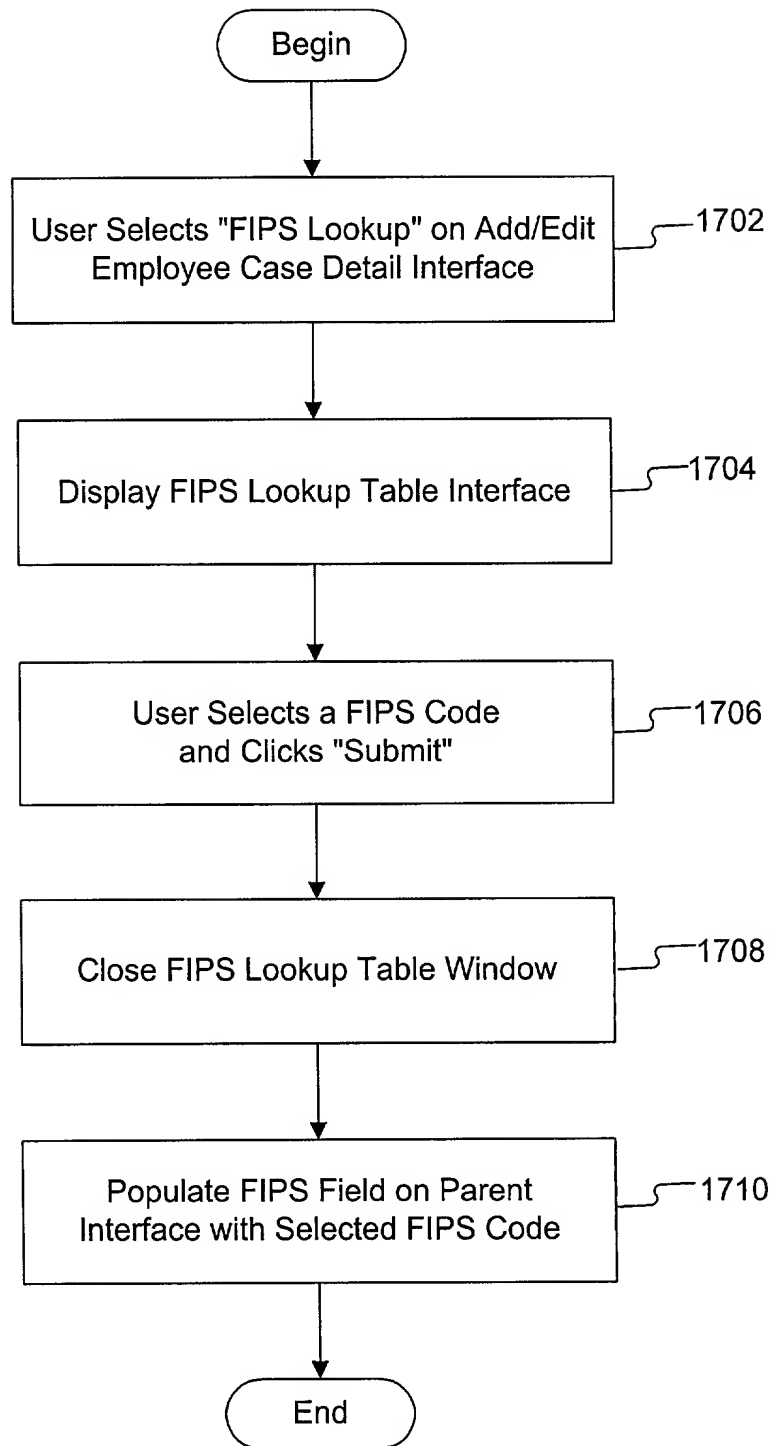 Begin
User Selects "FIPS Lookup" on Add/Edit
Employee Case Detail Interface
1702
Display FIPS Lookup Table Interface
1704
User Selects a FIPS Code
and Clicks "Submit"
1706
Close FIPS Lookup Table Window
1708
Populate FIPS Field on Parent
Interface with Selected FIPS Code
1710
End